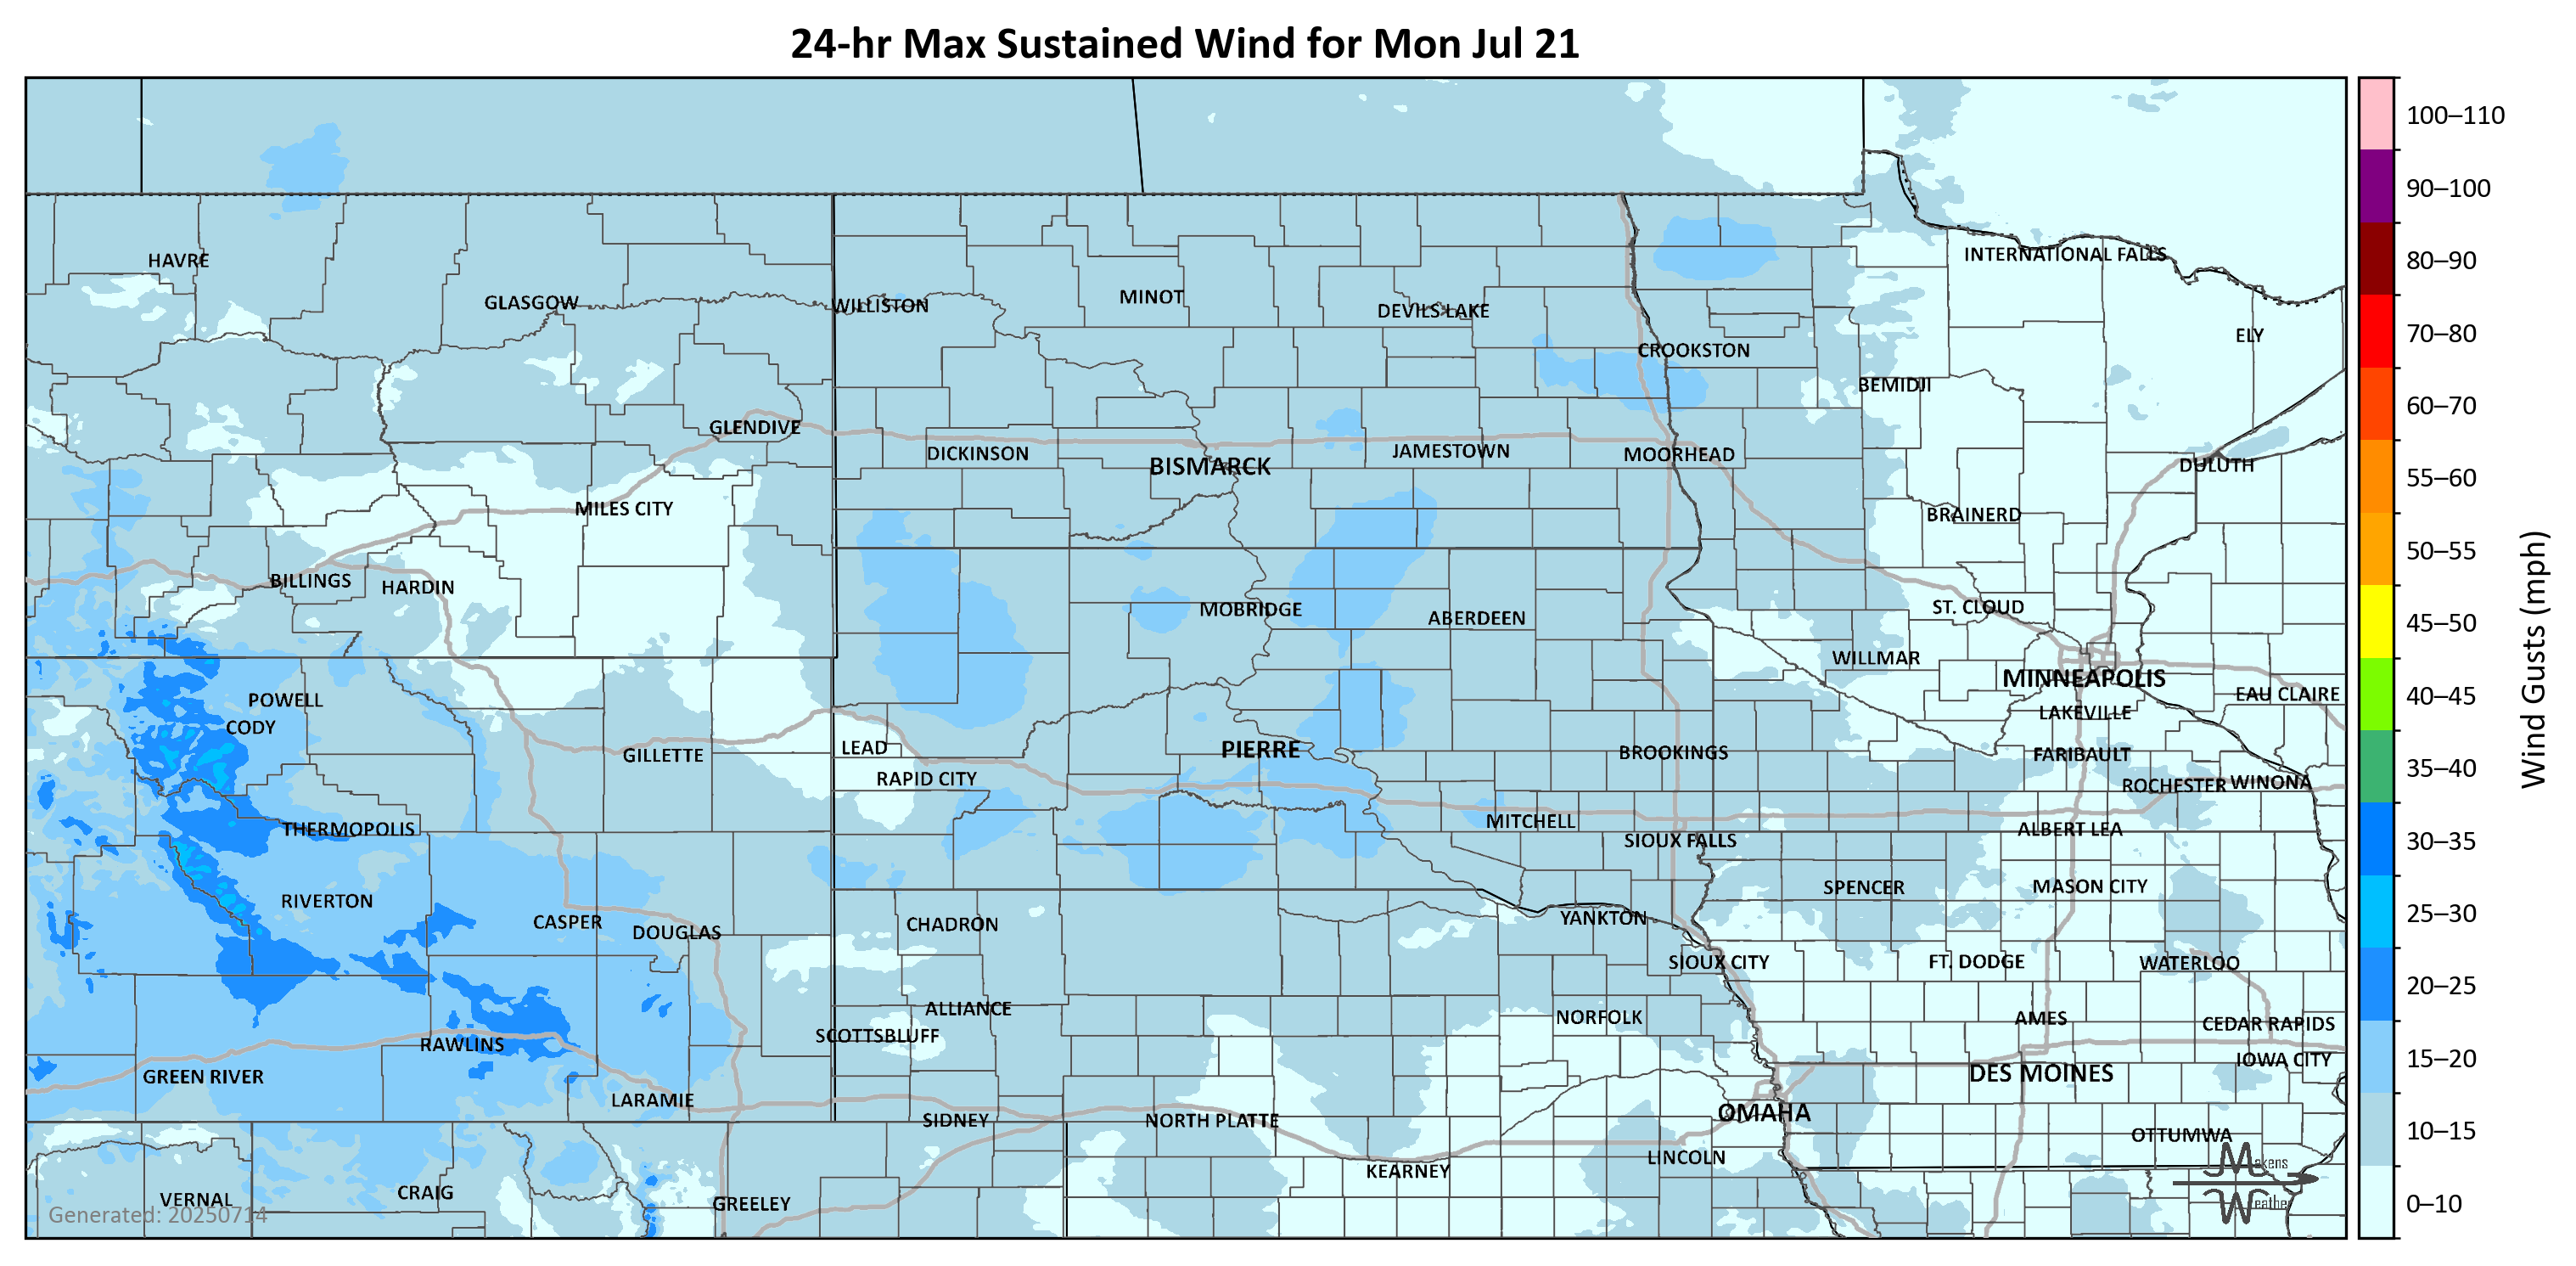 24-hr Max Sustained Wind for Mon Jul 21
100–110
90–100
80–90
70–80
60–70
55–60
50–55
45–50
40–45
35–40
30–35
25–30
20–25
15–20
10–15
0–10
Wind Gusts (mph)
HAVRE
GLASGOW
WILLISTON
MINOT
DEVILS LAKE
INTERNATIONAL FALLS
ELY
CROOKSTON
BEMIDJI
GLENDIVE
DICKINSON
BISMARCK
JAMESTOWN
MOORHEAD
DULUTH
MILES CITY
BRAINERD
BILLINGS
HARDIN
MOBRIDGE
ABERDEEN
ST. CLOUD
WILLMAR
MINNEAPOLIS
EAU CLAIRE
LAKEVILLE
POWELL
CODY
GILLETTE
LEAD
RAPID CITY
PIERRE
BROOKINGS
FARIBAULT
ROCHESTER
WINONA
THERMOPOLIS
MITCHELL
SIOUX FALLS
ALBERT LEA
RIVERTON
CASPER
DOUGLAS
CHADRON
YANKTON
SPENCER
MASON CITY
SIOUX CITY
FT. DODGE
WATERLOO
ALLIANCE
SCOTTSBLUFF
NORFOLK
AMES
CEDAR RAPIDS
RAWLINS
GREEN RIVER
IOWA CITY
DES MOINES
LARAMIE
SIDNEY
NORTH PLATTE
OMAHA
OTTUMWA
LINCOLN
KEARNEY
VERNAL
CRAIG
GREELEY
Generated: 20250714
Makens
Weather